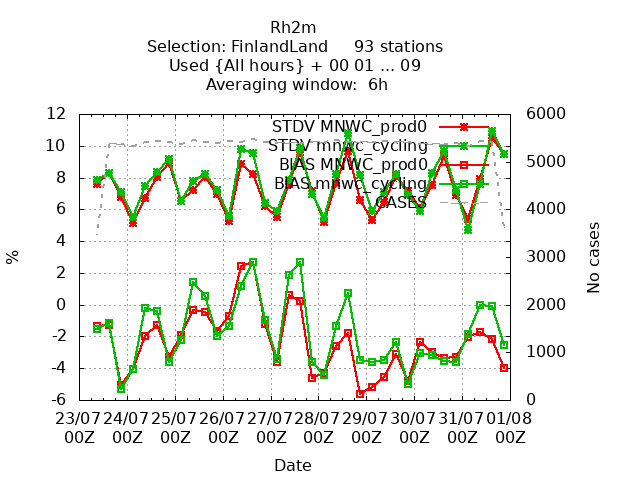 Rh2m
Selection: FinlandLand 93 stations
Used {All hours} + 00 01 ... 09
Averaging window: 6h
STDV MNWC_prod0
STDV mnwc_cycling
BIAS MNWC_prod0
BIAS mnwc_cycling
CASES
%
12
10
8
6
4
2
0
-2
-4
-6
6000
5000
4000
3000
2000
1000
0
No cases
23/07 24/07 25/07 26/07 27/07 28/07 29/07 30/07 31/07 01/08
00Z 00Z 00Z 00Z 00Z 00Z 00Z 00Z 00Z 00Z
Date